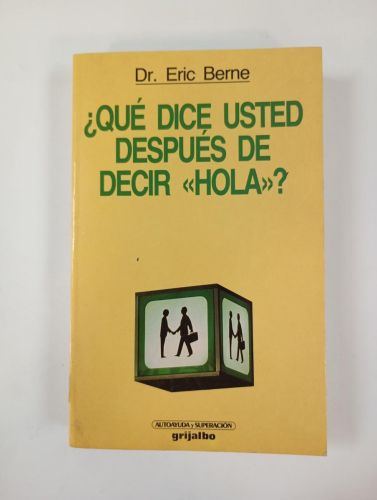 Dr. Eric Berne
¿QUÉ DICE USTED
DESPUÉS DE
DECIR «HOLA»?
AUTOAYUDA y SUPERACIÓN
grijalbo